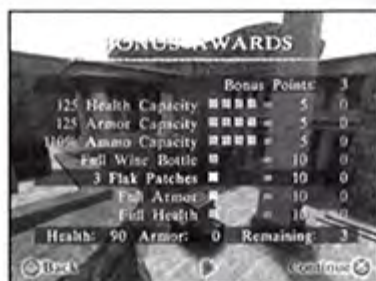 BONUS AWARDS
Bonus Points: 3
125 Health Capacity = 5 0
125 Armor Capacity = 5 0
110% Ammo Capacity = 5 0
Full Wine Bottle = 10 0
3 Flak Patches = 10 0
Full Armor = 10 0
Full Health = 10 0
Health: 90 Armor: 0 Remaining: 3
Back Continue